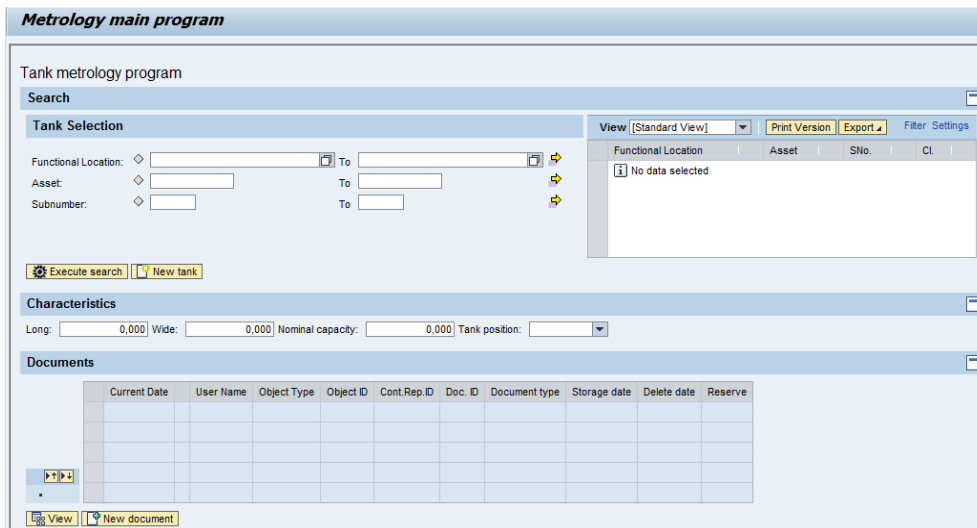 Metrology main program
Tank metrology program
Search
Tank Selection
View [Standard View] Print Version Export Filter Settings
Functional Location Asset SNo. Cl.
No data selected
Functional Location: To
Asset: To
Subnumber: To
Execute search New tank
Characteristics
Long: 0,000 Wide: 0,000 Nominal capacity: 0,000 Tank position:
Documents
Current Date User Name Object Type Object ID Cont.Rep.ID Doc. ID Document type Storage date Delete date Reserve
View New document